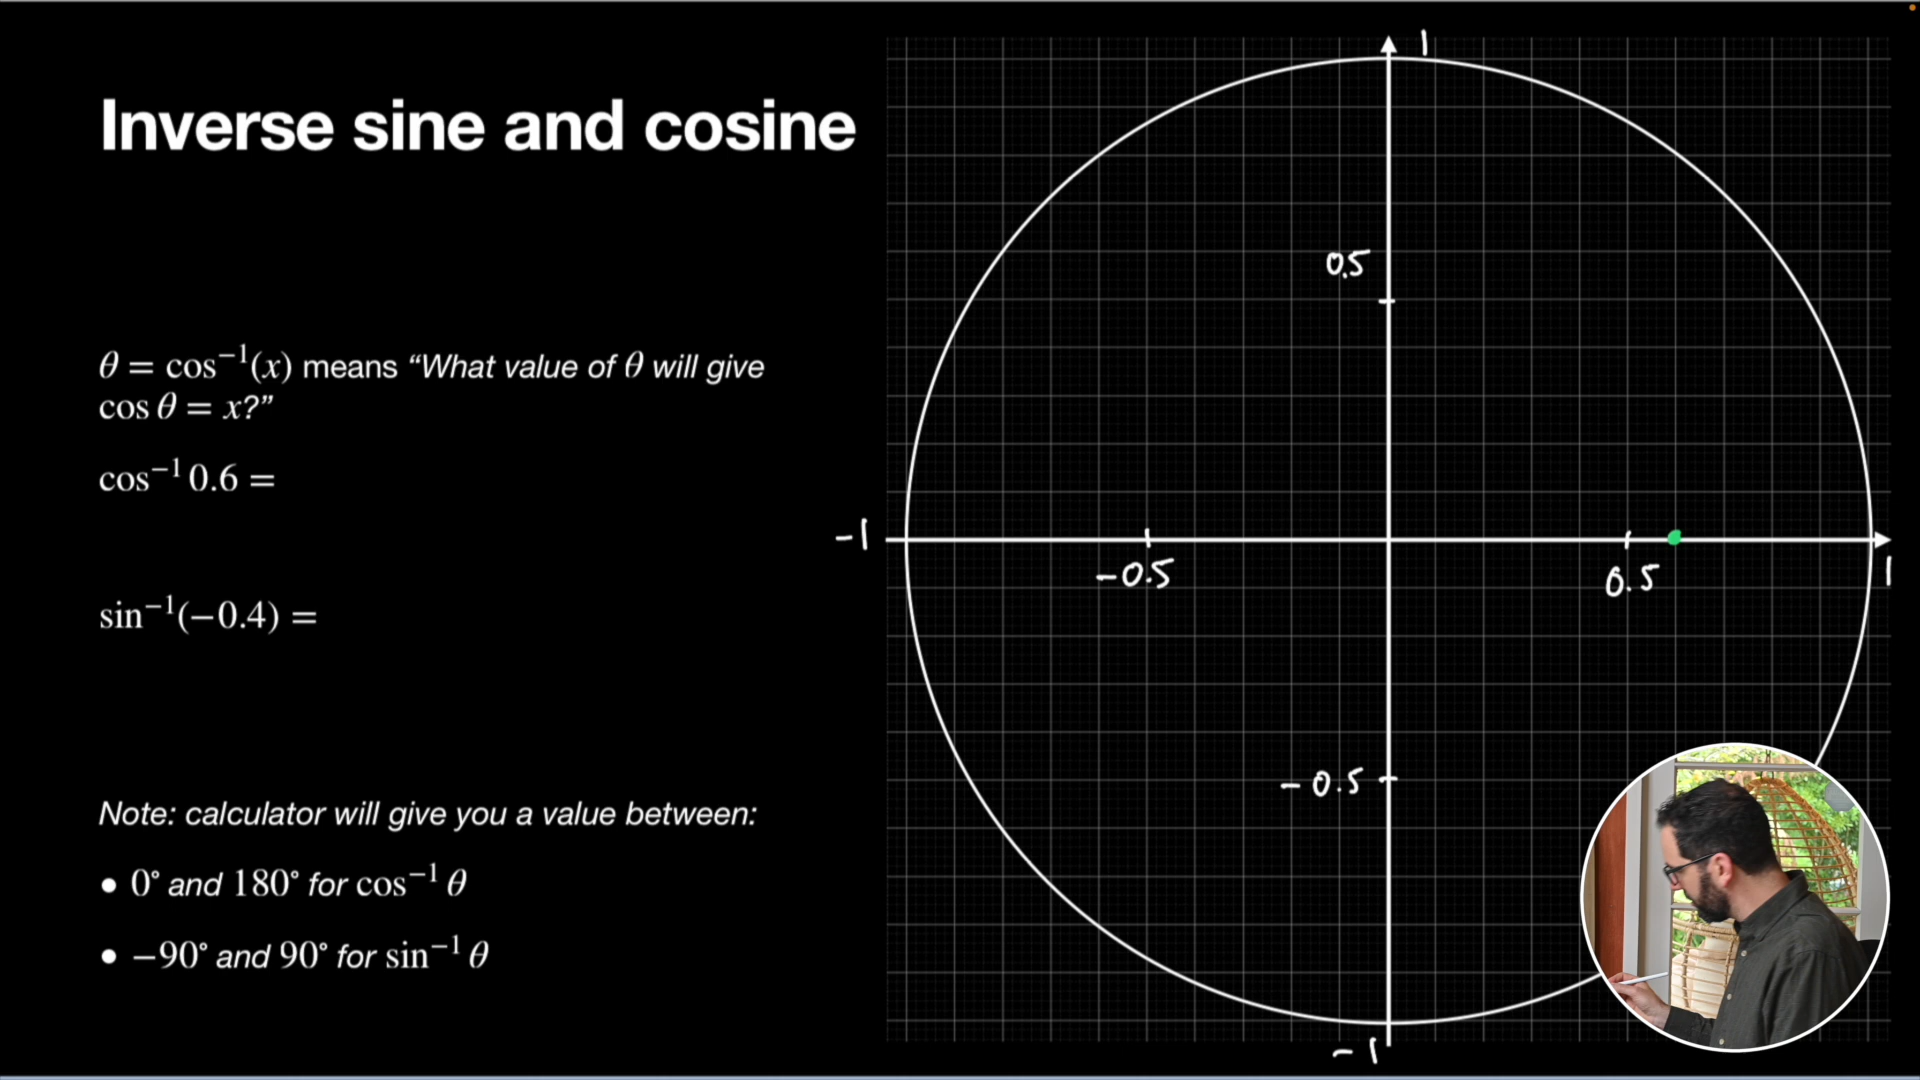 Inverse sine and cosine
θ = cos⁻¹(x) means “What value of θ will give
cos θ = x?”
cos⁻¹ 0.6 =
sin⁻¹(−0.4) =
Note: calculator will give you a value between:
• 0° and 180° for cos⁻¹ θ
• −90° and 90° for sin⁻¹ θ
1
0.5
-1
-0.5
0.5
1
-0.5
-1